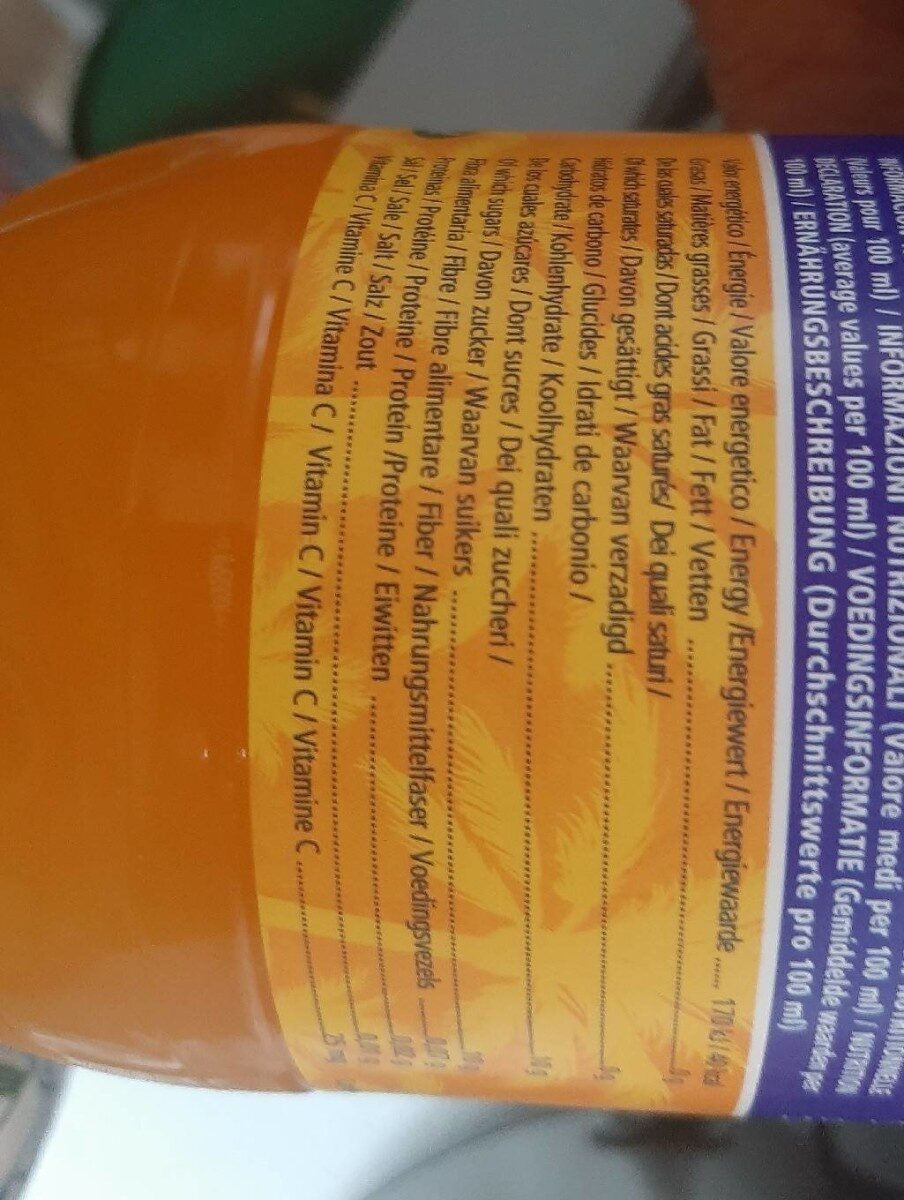 (Valeurs pour 100 ml) / INFORMAZIONI NUTRIZIONALI (Valore medi per 100 ml) / NUTRITION
DECLARATION (average values per 100 ml) / VOEDINGSINFORMATIE (Gemiddelde waarden per
100 ml) / ERNÄHRUNGSBESCHREIBUNG (Durchschnittswerte pro 100 ml)
Valor energético / Énergie / Valore energetico / Energy /Energiewert / Energiewaarde ...... 170 kJ / 40 kcal
Grasas / Matières grasses / Grassi / Fat / Fett / Vetten
De las cuales saturadas / Dont acides gras saturés/ Dei quali saturi /
Of which saturates / Davon gesättigt / Waarvan verzadigd
Hidratos de carbono / Glucides / Idrati de carbonio /
Carbohydrate / Kohlenhydrate / Koolhydraten
De los cuales azúcares / Dont sucres / Dei quali zuccheri /
Of which sugars / Davon zucker / Waarvan suikers
Fibra alimentaria / Fibre / Fibre alimentare / Fiber / Nahrungsmittelfaser / Voedingsvezels
Proteínas / Protéine / Proteine / Protein /Proteine / Eiwitten
Sal / Sel / Sale / Salt / Salz / Zout
Vitamina C / Vitamine C / Vitamina C / Vitamin C / Vitamin C / Vitamine C ...... 25 mg